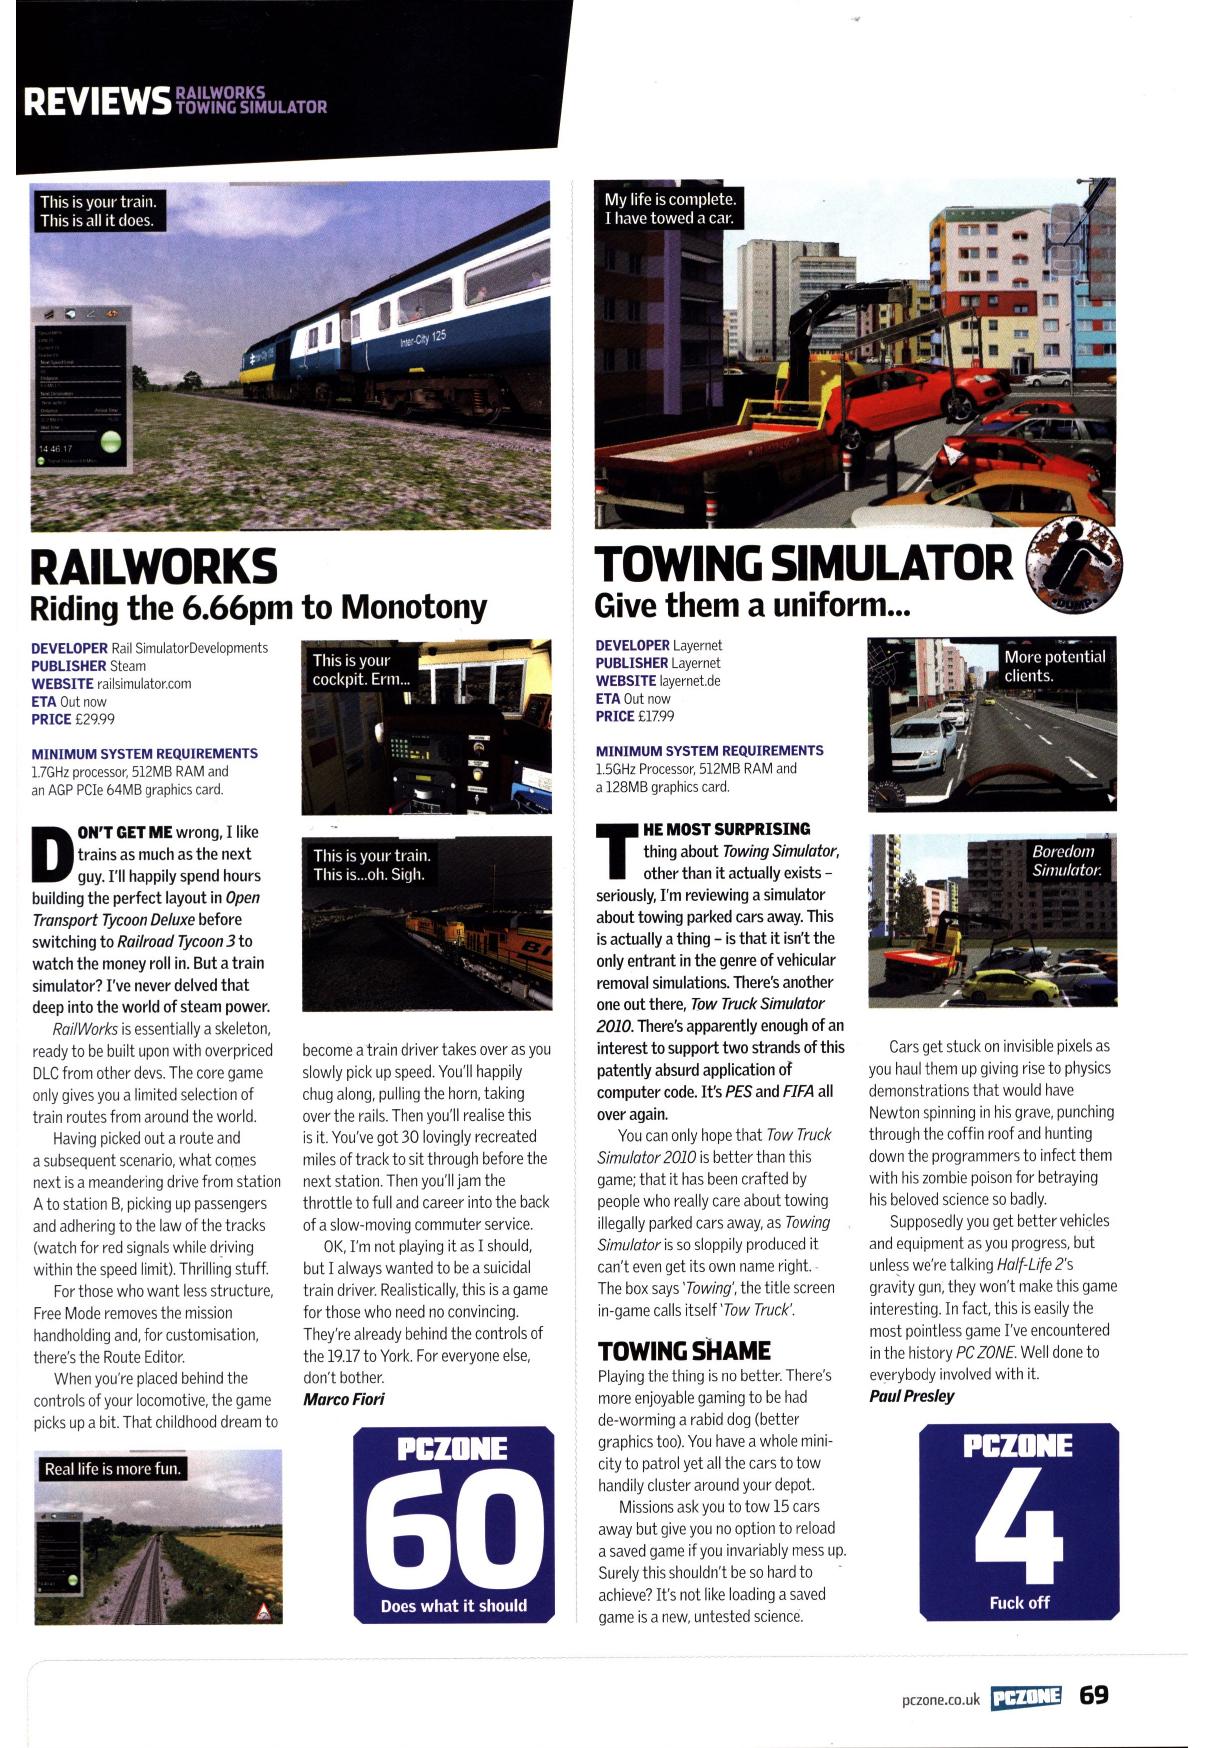 REVIEWS RAILWORKS
TOWING SIMULATOR
This is your train.
This is all it does.
Inter-City 125
14:46:17
RAILWORKS
Riding the 6.66pm to Monotony
DEVELOPER Rail SimulatorDevelopments
PUBLISHER Steam
WEBSITE railsimulator.com
ETA Out now
PRICE £29.99
MINIMUM SYSTEM REQUIREMENTS
1.7GHz processor, 512MB RAM and
an AGP PCIe 64MB graphics card.
DON'T GET ME wrong, I like
trains as much as the next
guy. I'll happily spend hours
building the perfect layout in Open
Transport Tycoon Deluxe before
switching to Railroad Tycoon 3 to
watch the money roll in. But a train
simulator? I've never delved that
deep into the world of steam power.
RailWorks is essentially a skeleton,
ready to be built upon with overpriced
DLC from other devs. The core game
only gives you a limited selection of
train routes from around the world.
Having picked out a route and
a subsequent scenario, what comes
next is a meandering drive from station
A to station B, picking up passengers
and adhering to the law of the tracks
(watch for red signals while driving
within the speed limit). Thrilling stuff.
For those who want less structure,
Free Mode removes the mission
handholding and, for customisation,
there's the Route Editor.
When you're placed behind the
controls of your locomotive, the game
picks up a bit. That childhood dream to
Real life is more fun.
This is your
cockpit. Erm...
This is your train.
This is...oh. Sigh.
become a train driver takes over as you
slowly pick up speed. You'll happily
chug along, pulling the horn, taking
over the rails. Then you'll realise this
is it. You've got 30 lovingly recreated
miles of track to sit through before the
next station. Then you'll jam the
throttle to full and career into the back
of a slow-moving commuter service.
OK, I'm not playing it as I should,
but I always wanted to be a suicidal
train driver. Realistically, this is a game
for those who need no convincing.
They're already behind the controls of
the 19.17 to York. For everyone else,
don't bother.
Marco Fiori
PCZONE
60
Does what it should
My life is complete.
I have towed a car.
TOWING SIMULATOR
DUMP
Give them a uniform...
DEVELOPER Layernet
PUBLISHER Layernet
WEBSITE layernet.de
ETA Out now
PRICE £17.99
MINIMUM SYSTEM REQUIREMENTS
1.5GHz Processor, 512MB RAM and
a 128MB graphics card.
THE MOST SURPRISING
thing about Towing Simulator,
other than it actually exists –
seriously, I'm reviewing a simulator
about towing parked cars away. This
is actually a thing – is that it isn't the
only entrant in the genre of vehicular
removal simulations. There's another
one out there, Tow Truck Simulator
2010. There's apparently enough of an
interest to support two strands of this
patently absurd application of
computer code. It's PES and FIFA all
over again.
You can only hope that Tow Truck
Simulator 2010 is better than this
game; that it has been crafted by
people who really care about towing
illegally parked cars away, as Towing
Simulator is so sloppily produced it
can't even get its own name right.
The box says 'Towing', the title screen
in-game calls itself 'Tow Truck'.
TOWING SHAME
Playing the thing is no better. There's
more enjoyable gaming to be had
de-worming a rabid dog (better
graphics too). You have a whole mini-
city to patrol yet all the cars to tow
handily cluster around your depot.
Missions ask you to tow 15 cars
away but give you no option to reload
a saved game if you invariably mess up.
Surely this shouldn't be so hard to
achieve? It's not like loading a saved
game is a new, untested science.
More potential
clients.
Boredom
Simulator.
Cars get stuck on invisible pixels as
you haul them up giving rise to physics
demonstrations that would have
Newton spinning in his grave, punching
through the coffin roof and hunting
down the programmers to infect them
with his zombie poison for betraying
his beloved science so badly.
Supposedly you get better vehicles
and equipment as you progress, but
unless we're talking Half-Life 2's
gravity gun, they won't make this game
interesting. In fact, this is easily the
most pointless game I've encountered
in the history PC ZONE. Well done to
everybody involved with it.
Paul Presley
PCZONE
4
Fuck off
pczone.co.uk PCZONE 69